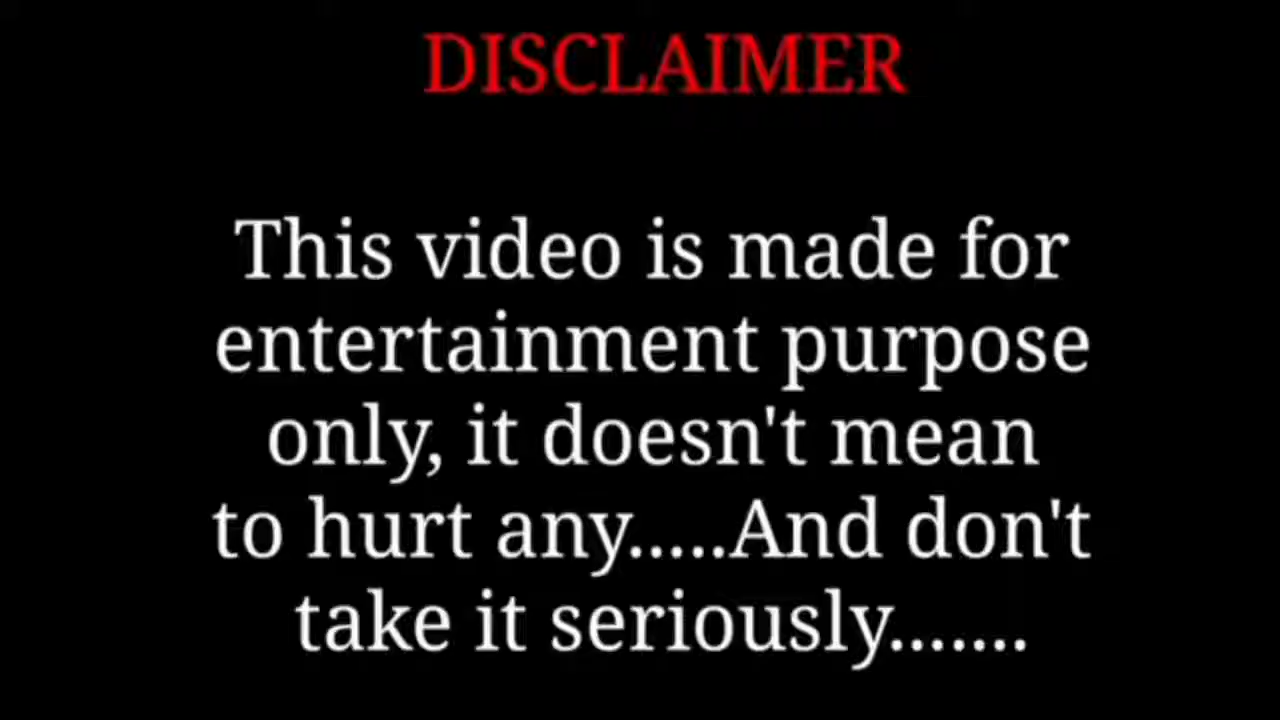 DISCLAIMER
This video is made for
entertainment purpose
only, it doesn't mean
to hurt any.....And don't
take it seriously.......